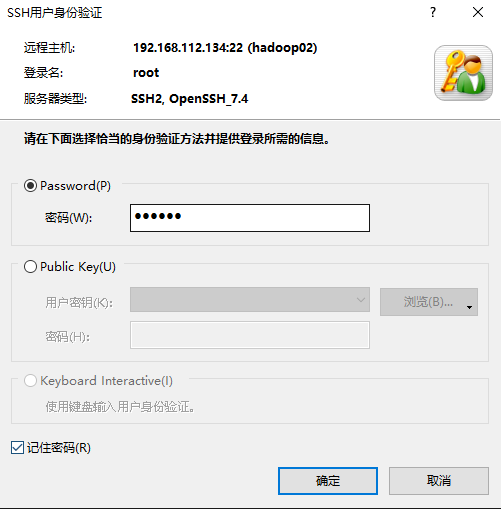 SSH用户身份验证
远程主机: 192.168.112.134:22 (hadoop02)
登录名: root
服务器类型: SSH2, OpenSSH_7.4
请在下面选择恰当的身份验证方法并提供登录所需的信息。
Password(P)
密码(W): ●●●●●●
Public Key(U)
用户密钥(K): 浏览(B)...
密码(H):
Keyboard Interactive(I)
使用键盘输入用户身份验证。
记住密码(R)
确定 取消